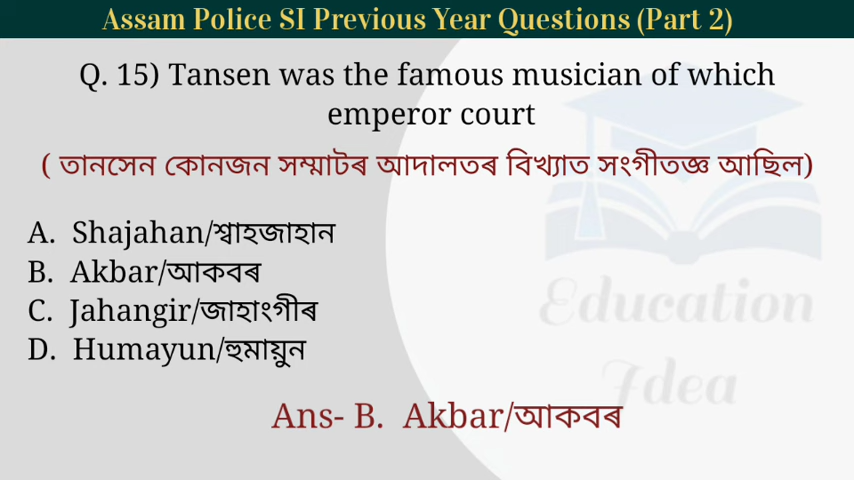 Assam Police SI Previous Year Questions (Part 2)
Q. 15) Tansen was the famous musician of which
emperor court
( তানসেন কোনজন সম্মাটৰ আদালতৰ বিখ্যাত সংগীতজ্ঞ আছিল)
A. Shajahan/শ্বাহজাহান
B. Akbar/আকবৰ
C. Jahangir/জাহাংগীৰ
D. Humayun/হুমায়ুন
Education
Idea
Ans- B. Akbar/আকবৰ